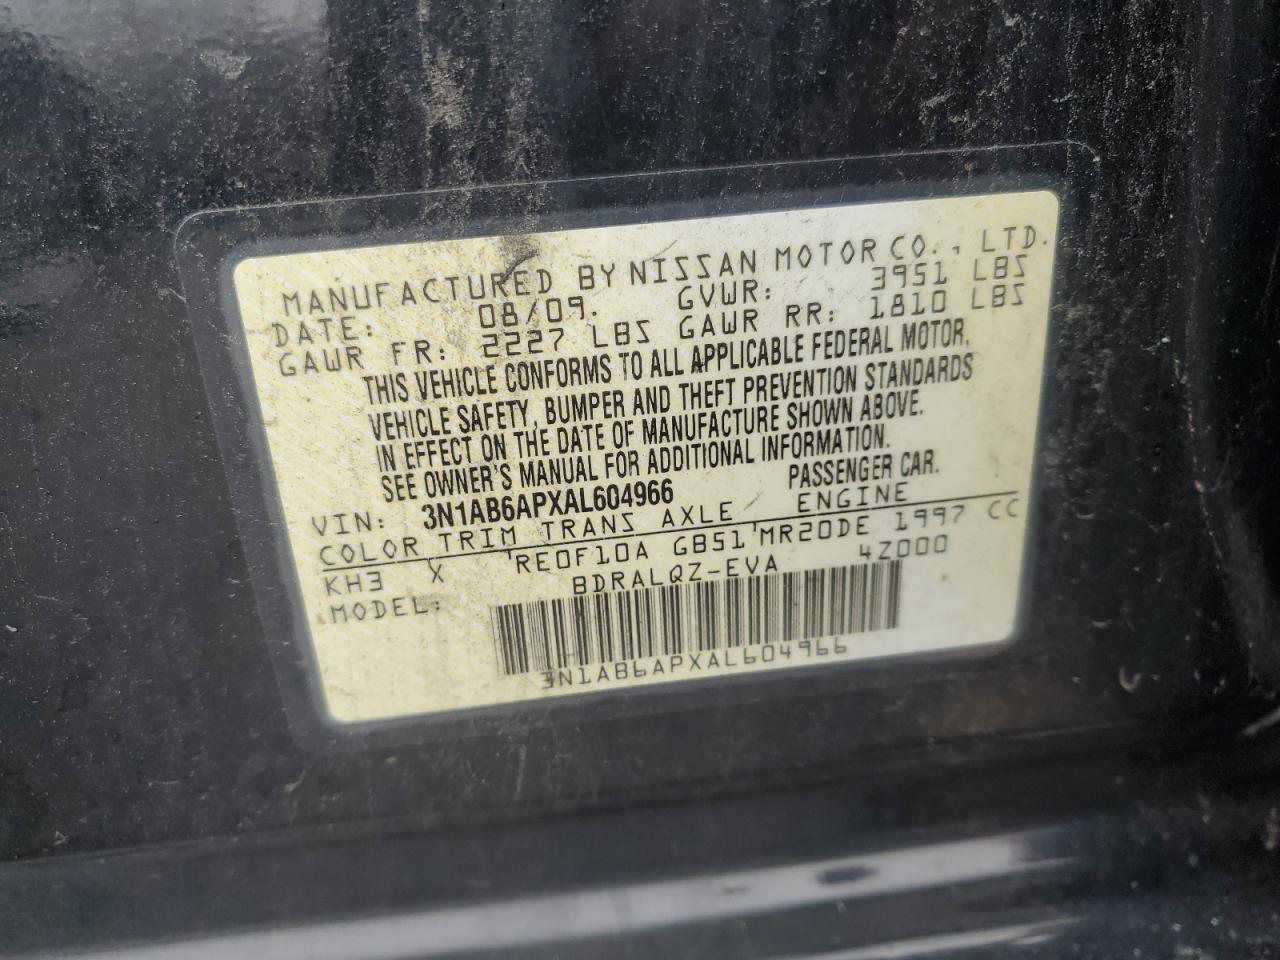 MANUFACTURED BY NISSAN MOTOR CO., LTD.
DATE: 08/09. GVWR: 3951 LBS
GAWR FR: 2227 LBS GAWR RR: 1810 LBS
THIS VEHICLE CONFORMS TO ALL APPLICABLE FEDERAL MOTOR,
VEHICLE SAFETY, BUMPER AND THEFT PREVENTION STANDARDS
IN EFFECT ON THE DATE OF MANUFACTURE SHOWN ABOVE.
SEE OWNER'S MANUAL FOR ADDITIONAL INFORMATION.
VIN: 3N1AB6APXAL604966 PASSENGER CAR.
COLOR TRIM TRANS AXLE ENGINE
KH3 X RE0F10A GB51 MR20DE 1997 CC
MODEL: BDRALQZ-EVA 4Z000
3N1AB6APXAL604966